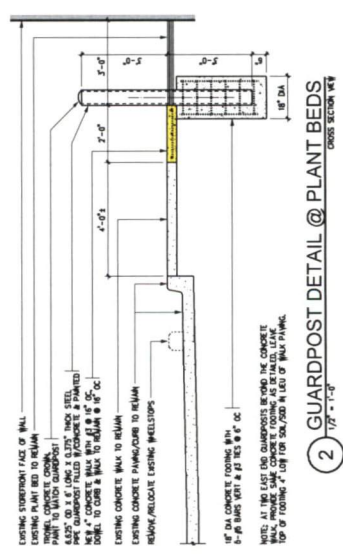 EXISTING STOREFRONT FACE OF WALL
EXISTING PLANT BED TO REMAIN
TROWEL CONCRETE CROWN,
PAINT TO MATCH GUARDPOST
6.625" OD X 8' LONG X 0.275" THICK STEEL
PIPE GUARDPOST FILLED W/CONCRETE & PAINTED
NEW 4" CONCRETE WALK WITH #3 @ 16" OC,
DOWEL TO CURB & WALK TO REMAIN @ 16" OC
EXISTING CONCRETE WALK TO REMAIN
EXISTING CONCRETE PAVING/CURB TO REMAIN
REMOVE/RELOCATE EXISTING WHEELSTOPS
4'-0"±
2'-0"
3'-0"
3'-0"
5'-0"
6"
18" DIA
18" DIA CONCRETE FOOTING WITH
6-#6 BARS VERT & #3 TIES @ 6" OC
NOTE: AT TWO EAST END GUARDPOSTS BEYOND THE CONCRETE
WALK, PROVIDE SAME CONCRETE FOOTING AS DETAILED, LEAVE
TOP OF FOOTING 4" LOW FOR SOIL/SOD IN LIEU OF WALK PAVING.
2
GUARDPOST DETAIL @ PLANT BEDS
1/2" = 1'-0"
CROSS SECTION VIEW